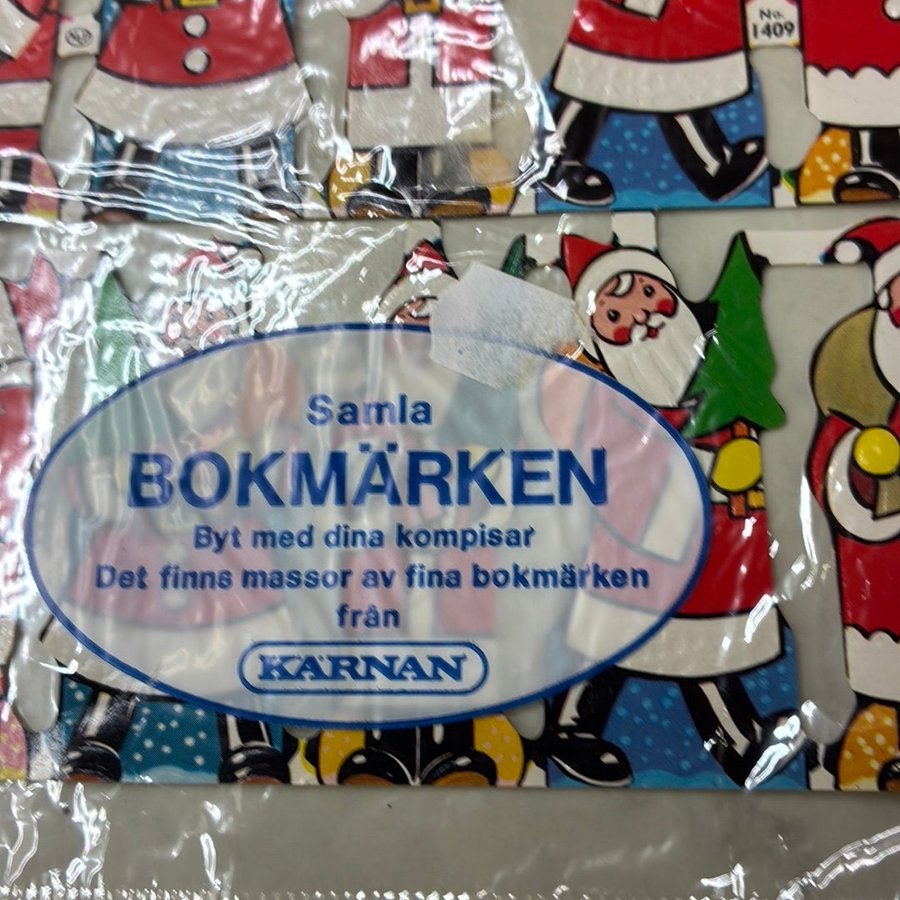 No.
1409
Samla
BOKMÄRKEN
Byt med dina kompisar
Det finns massor av fina bokmärken
från
KÄRNAN